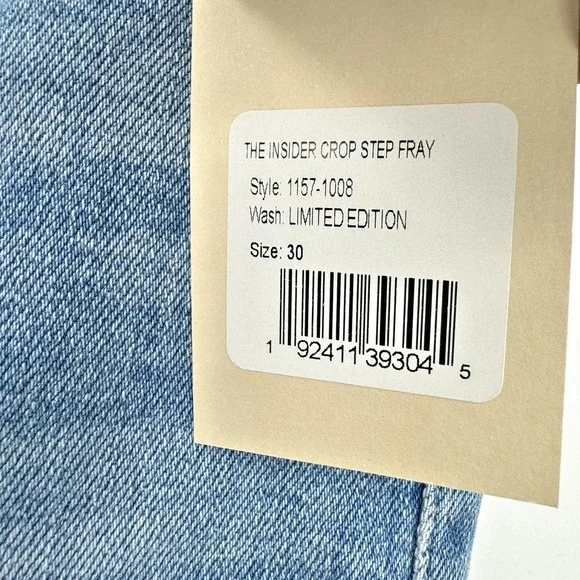 THE INSIDER CROP STEP FRAY
Style: 1157-1008
Wash: LIMITED EDITION
Size: 30
1 92411 39304 5